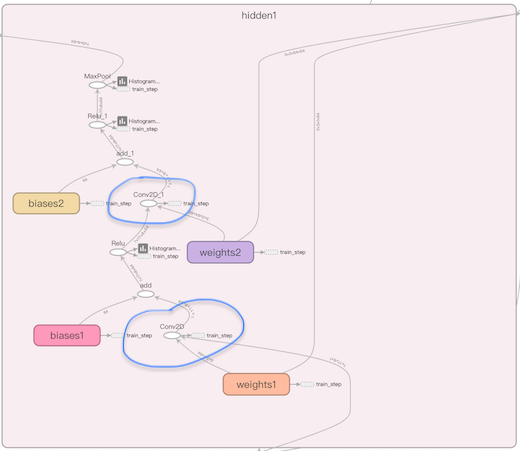 hidden1
MaxPool
Histogram...
train_step
Relu_1
Histogram...
train_step
add_1
Conv2D_1
biases2
train_step
train_step
Relu
Histogram...
train_step
weights2
train_step
add
Conv2D
biases1
train_step
train_step
weights1
train_step